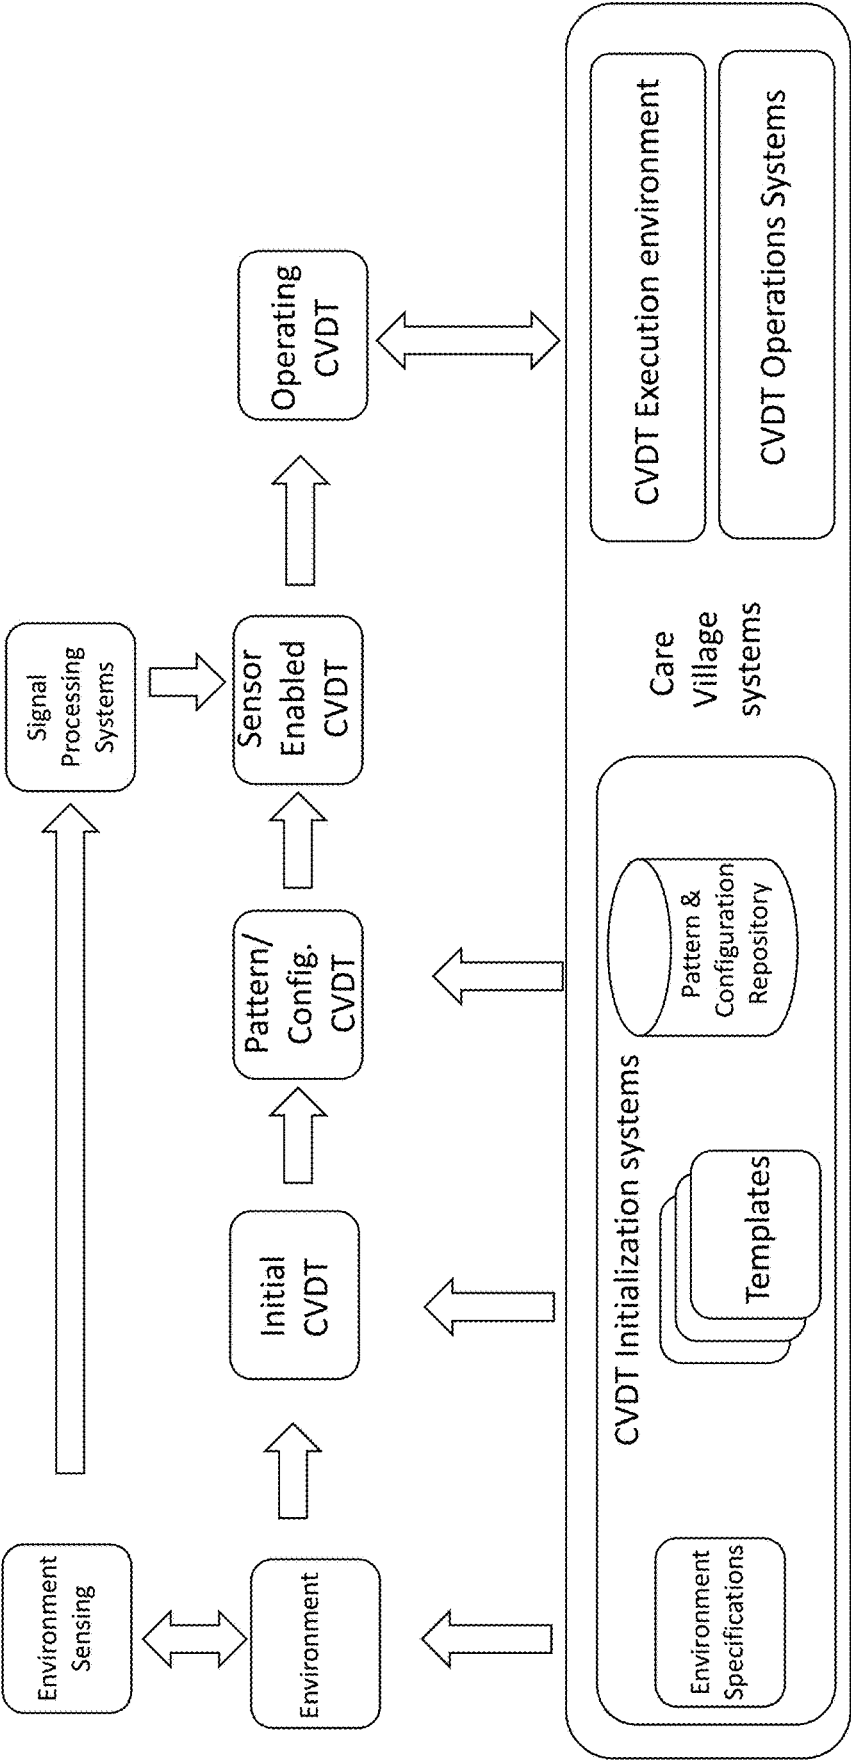 Environment
Sensing
Signal
Processing
Systems
Environment
Initial
CVDT
Pattern/
Config.
CVDT
Sensor
Enabled
CVDT
Operating
CVDT
CVDT Initialization systems
Environment
Specifications
Templates
Pattern &
Configuration
Repository
Care
Village
systems
CVDT Execution environment
CVDT Operations Systems